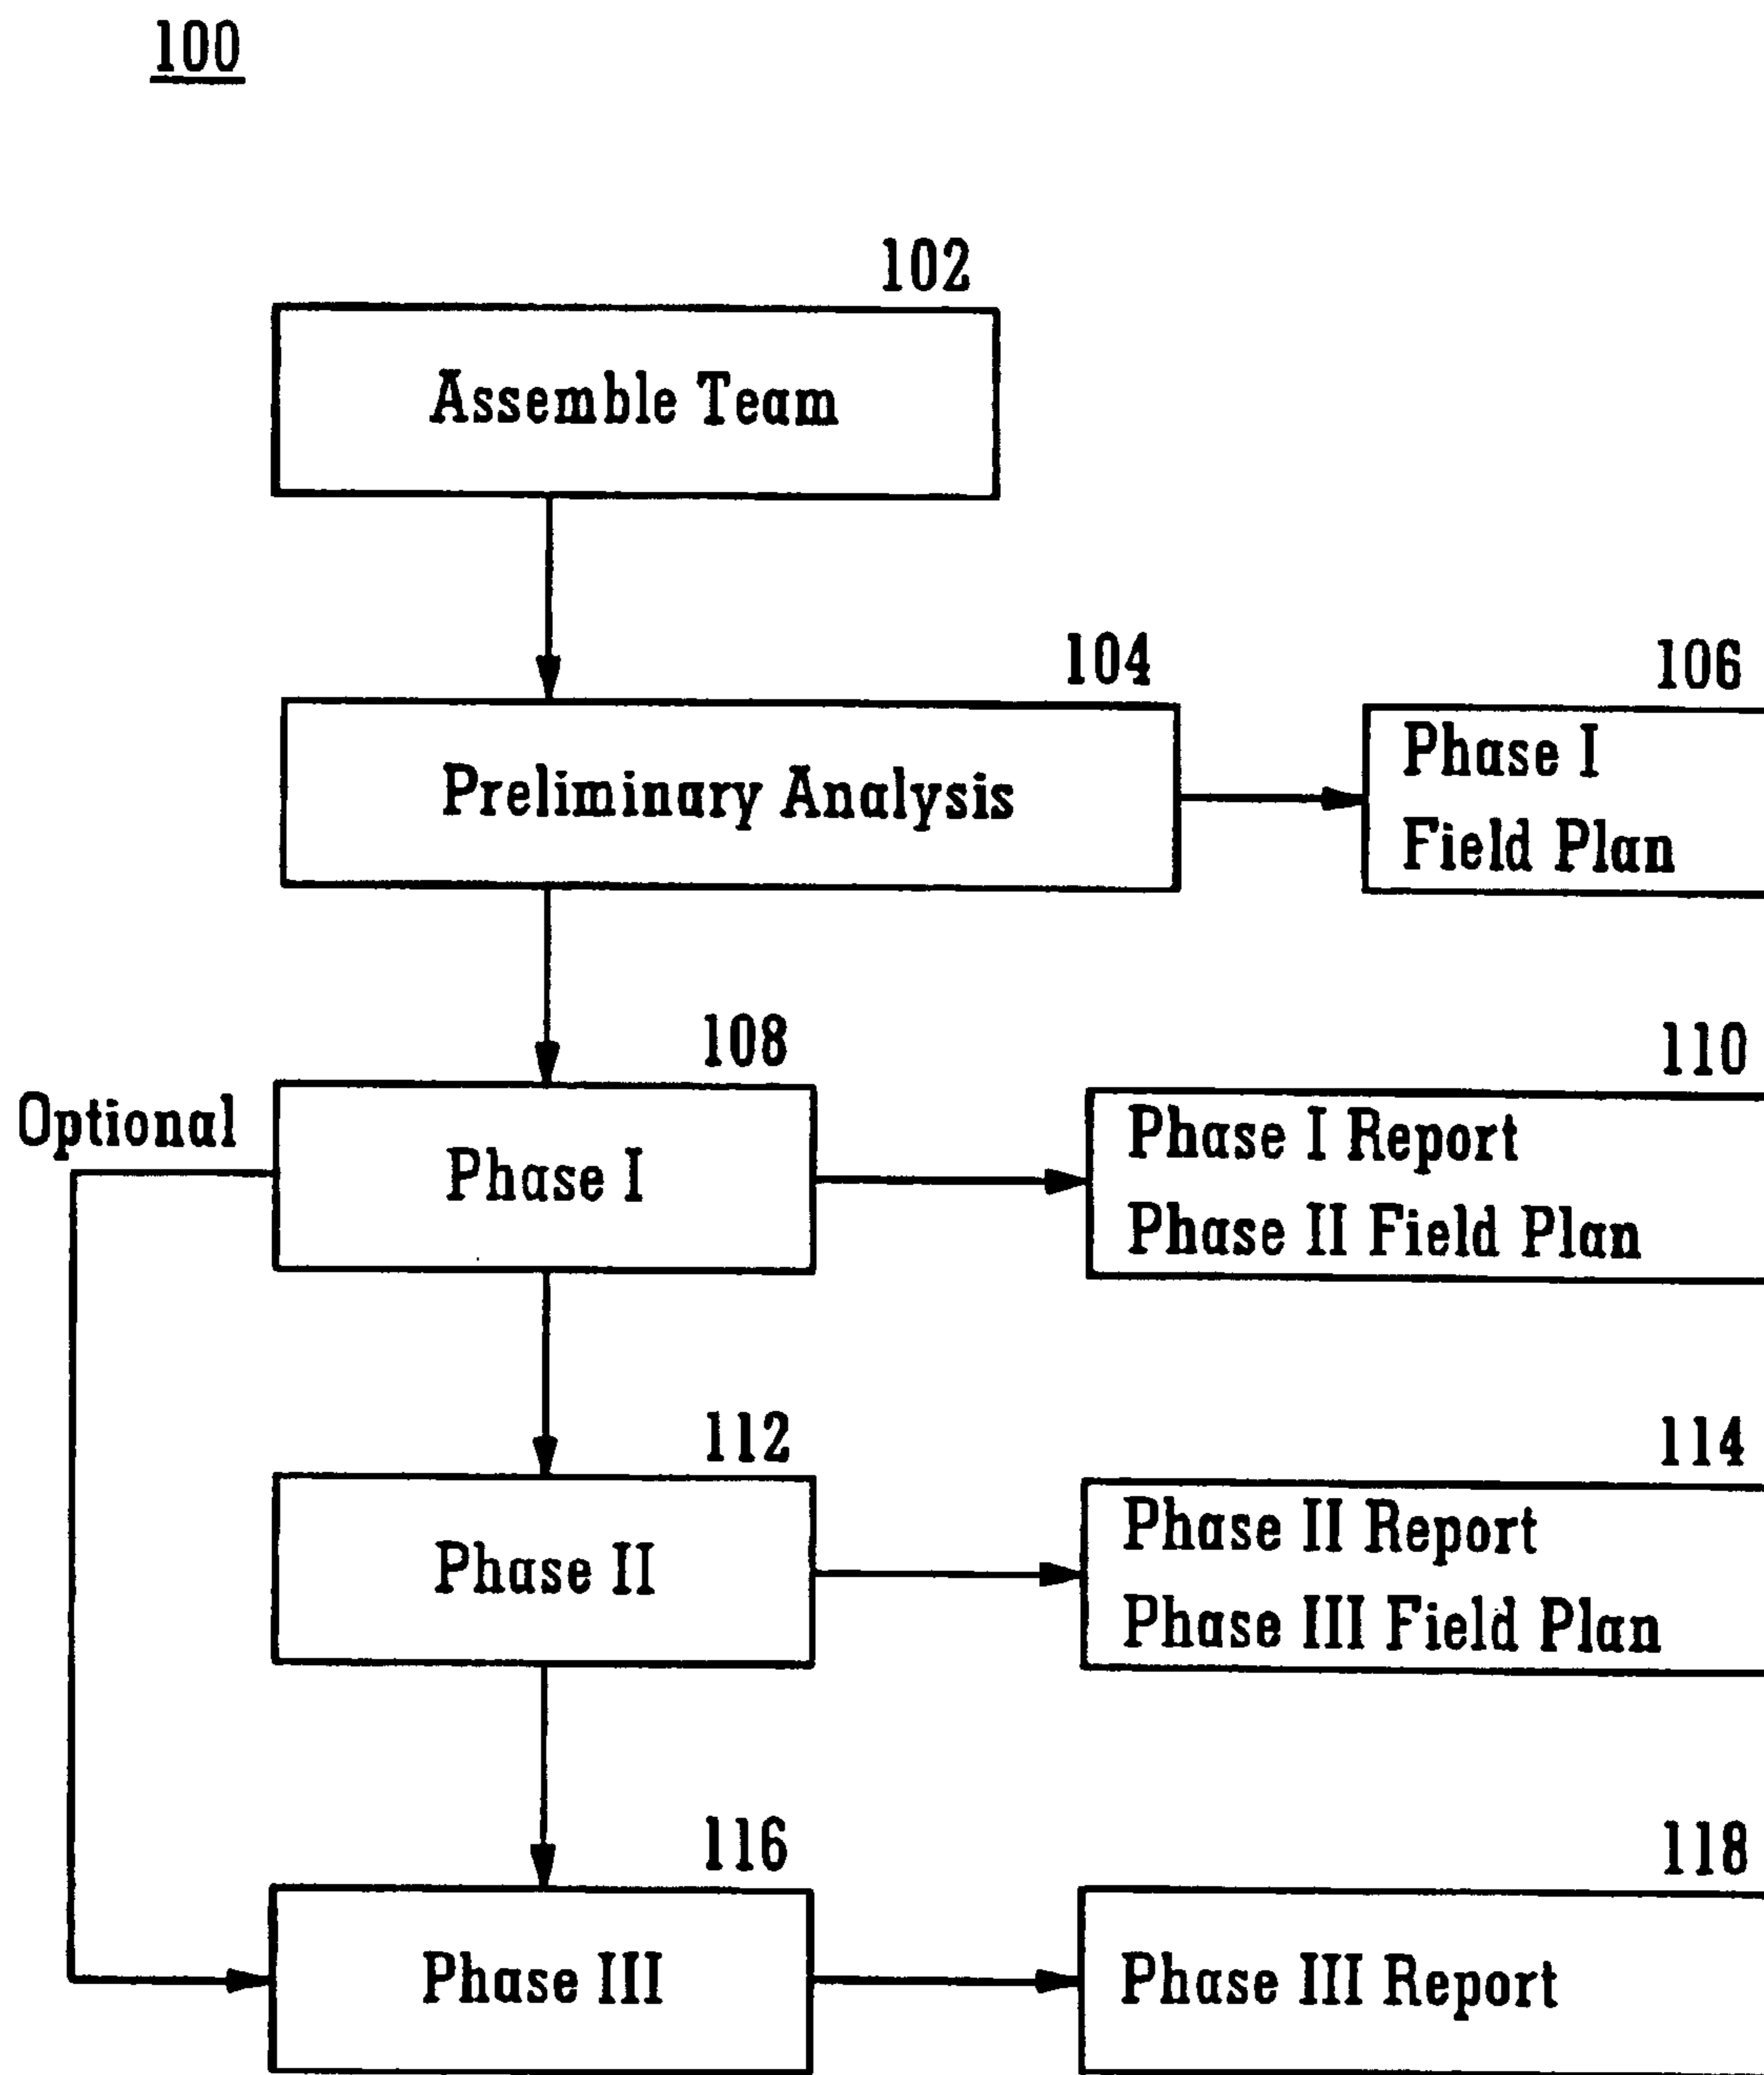 100
102
Assemble Team
104
Preliminary Analysis
106
Phase I
Field Plan
108
Optional
Phase I
110
Phase I Report
Phase II Field Plan
112
Phase II
114
Phase II Report
Phase III Field Plan
116
Phase III
118
Phase III Report